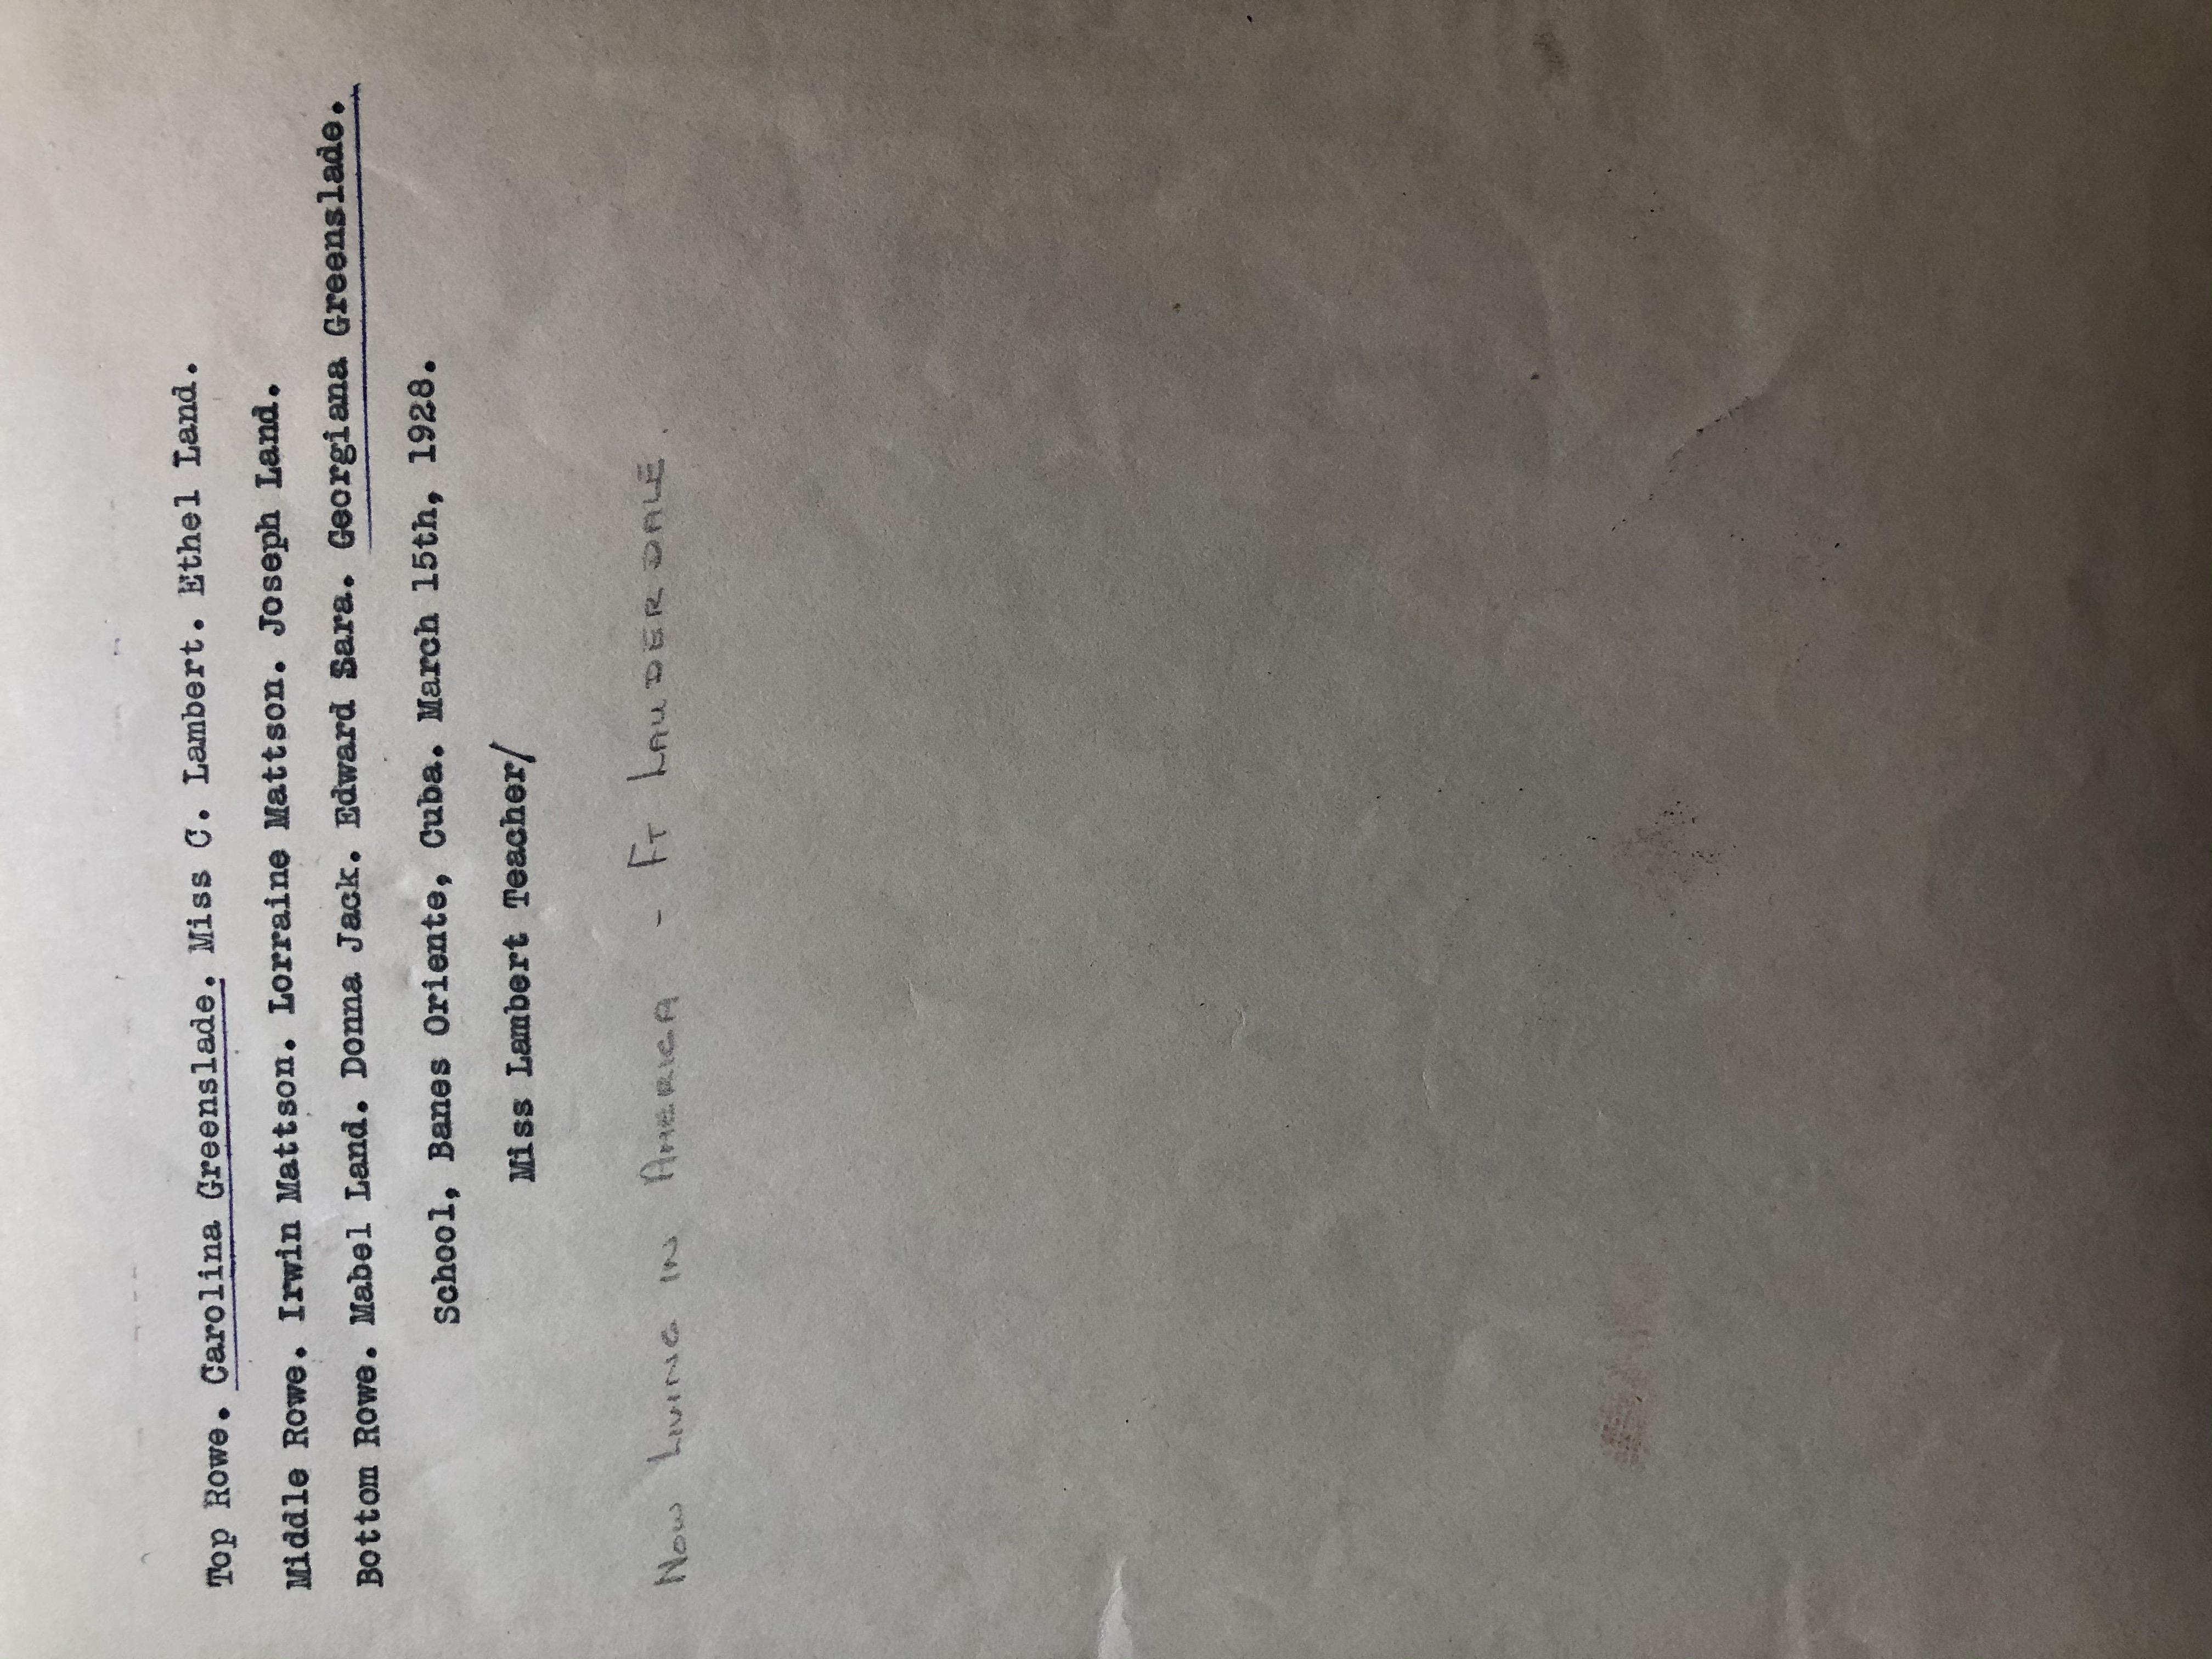 Top Rowe. Carolina Greenslade. Miss C. Lambert. Ethel Land.
Middle Rowe. Irwin Mattson. Lorraine Mattson. Joseph Land.
Bottom Rowe. Mabel Land. Donna Jack. Edward Sara. Georgiana Greenslade.
School, Banes Oriente, Cuba. March 15th, 1928.
Miss Lambert Teacher/
NOW LIVING IN AMERICA - FT LAUDERDALE.